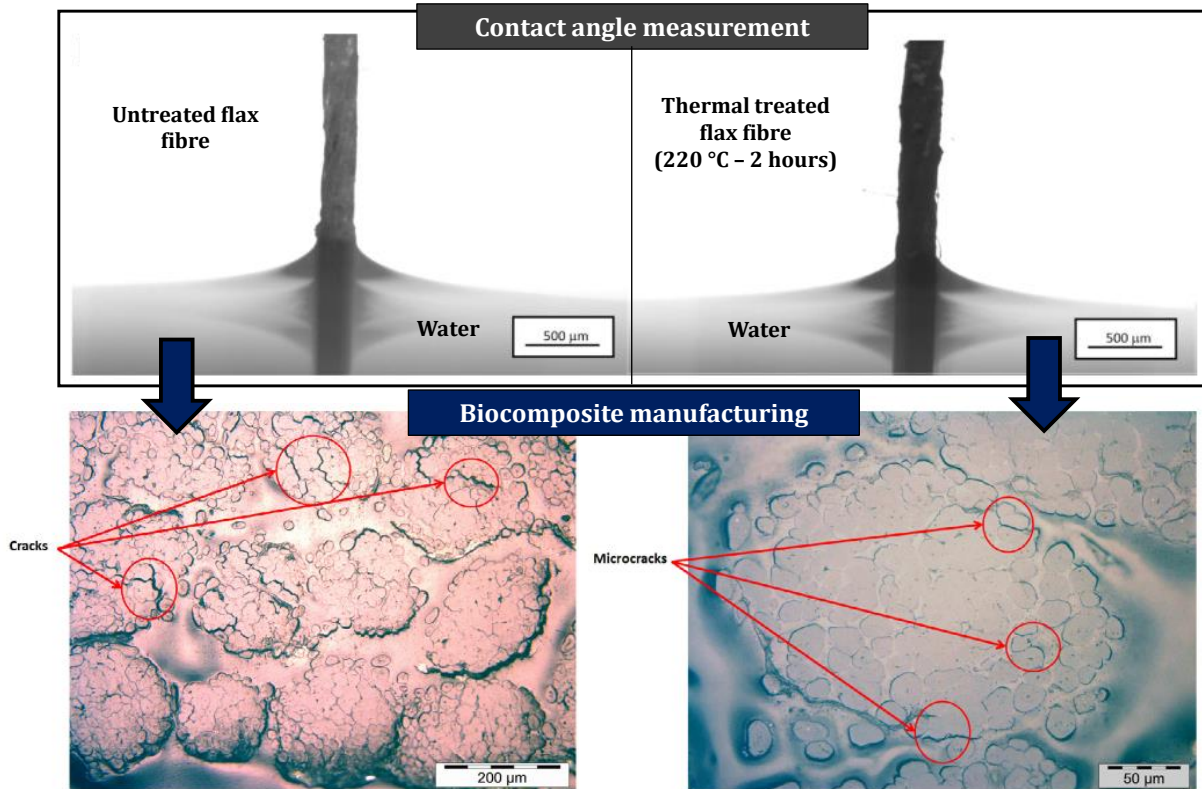 Contact angle measurement
Untreated flax
fibre
Thermal treated
flax fibre
(220 °C – 2 hours)
Water
500 µm
Water
500 µm
Biocomposite manufacturing
Cracks
Microcracks
200 µm
50 µm